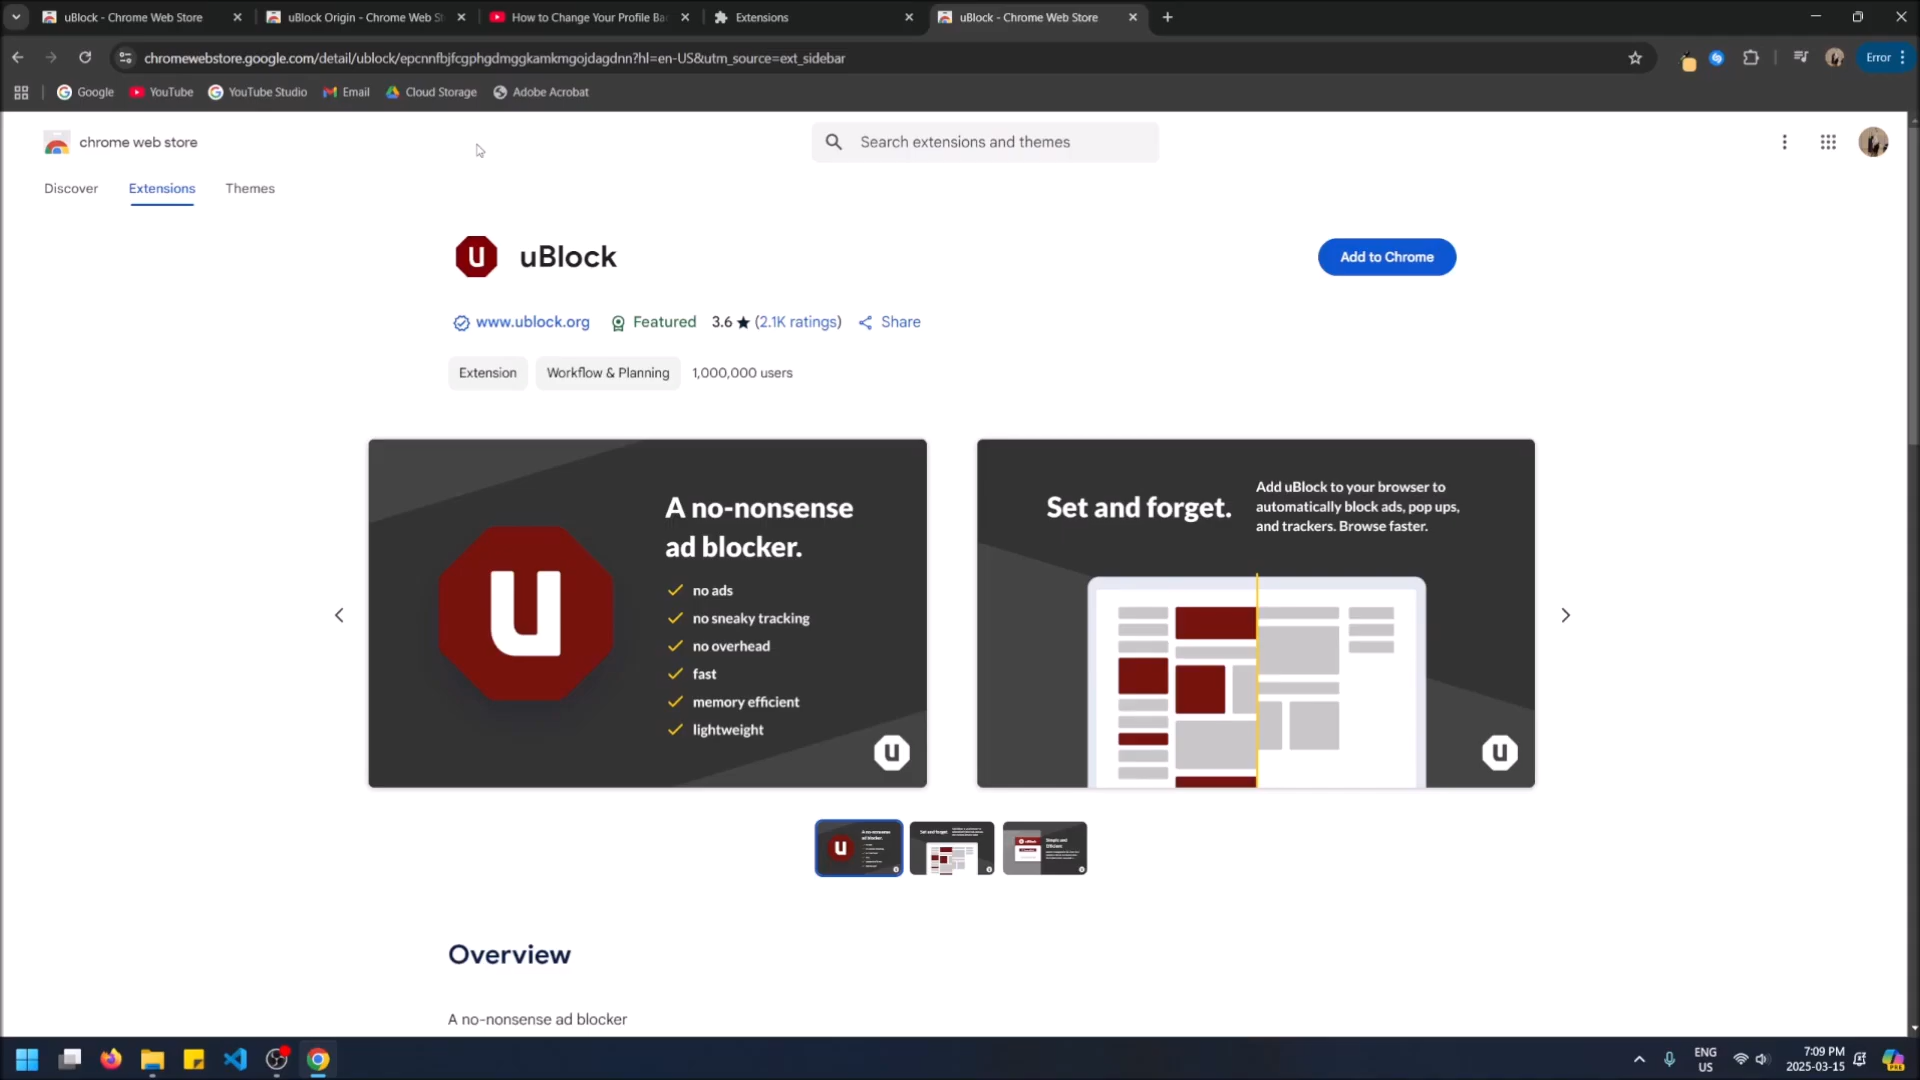 uBlock - Chrome Web Store
uBlock Origin - Chrome Web St
How to Change Your Profile Ba
Extensions
uBlock - Chrome Web Store
chromewebstore.google.com/detail/ublock/epcnnfbjfcgphgdmggkamkmgojdagdnn?hl=en-US&utm_source=ext_sidebar
Error
Google
YouTube
YouTube Studio
Email
Cloud Storage
Adobe Acrobat
chrome web store
Search extensions and themes
Discover
Extensions
Themes
uBlock
Add to Chrome
www.ublock.org
Featured
3.6 ★ (2.1K ratings)
Share
Extension
Workflow & Planning
1,000,000 users
A no-nonsense
ad blocker.
no ads
no sneaky tracking
no overhead
fast
memory efficient
lightweight
Set and forget.
Add uBlock to your browser to
automatically block ads, pop ups,
and trackers. Browse faster.
Overview
A no-nonsense ad blocker
ENG
US
7:09 PM
2025-03-15